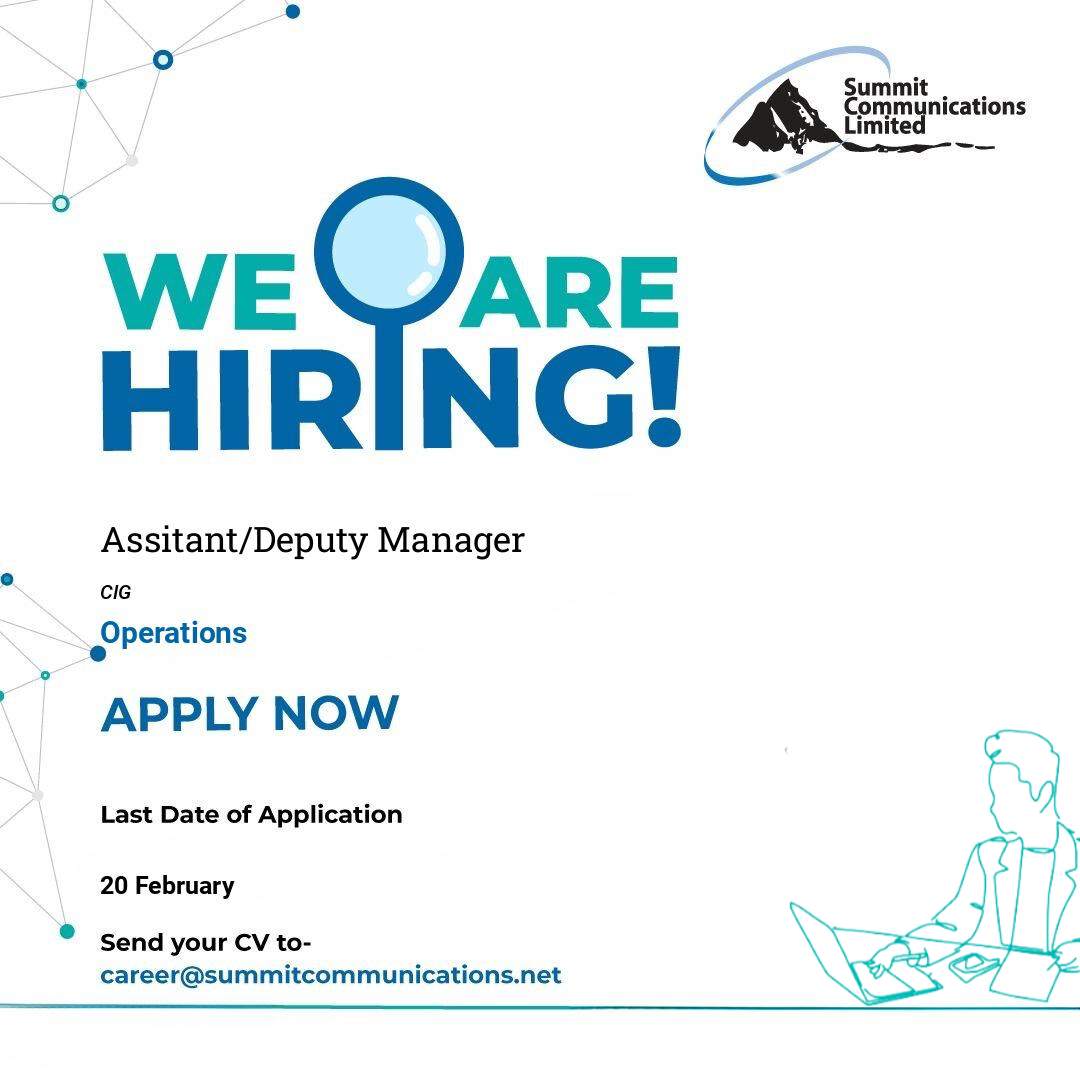 Summit
Communications
Limited
WE ARE
HIRING!
Assitant/Deputy Manager
CIG
Operations
APPLY NOW
Last Date of Application
20 February
Send your CV to-
career@summitcommunications.net